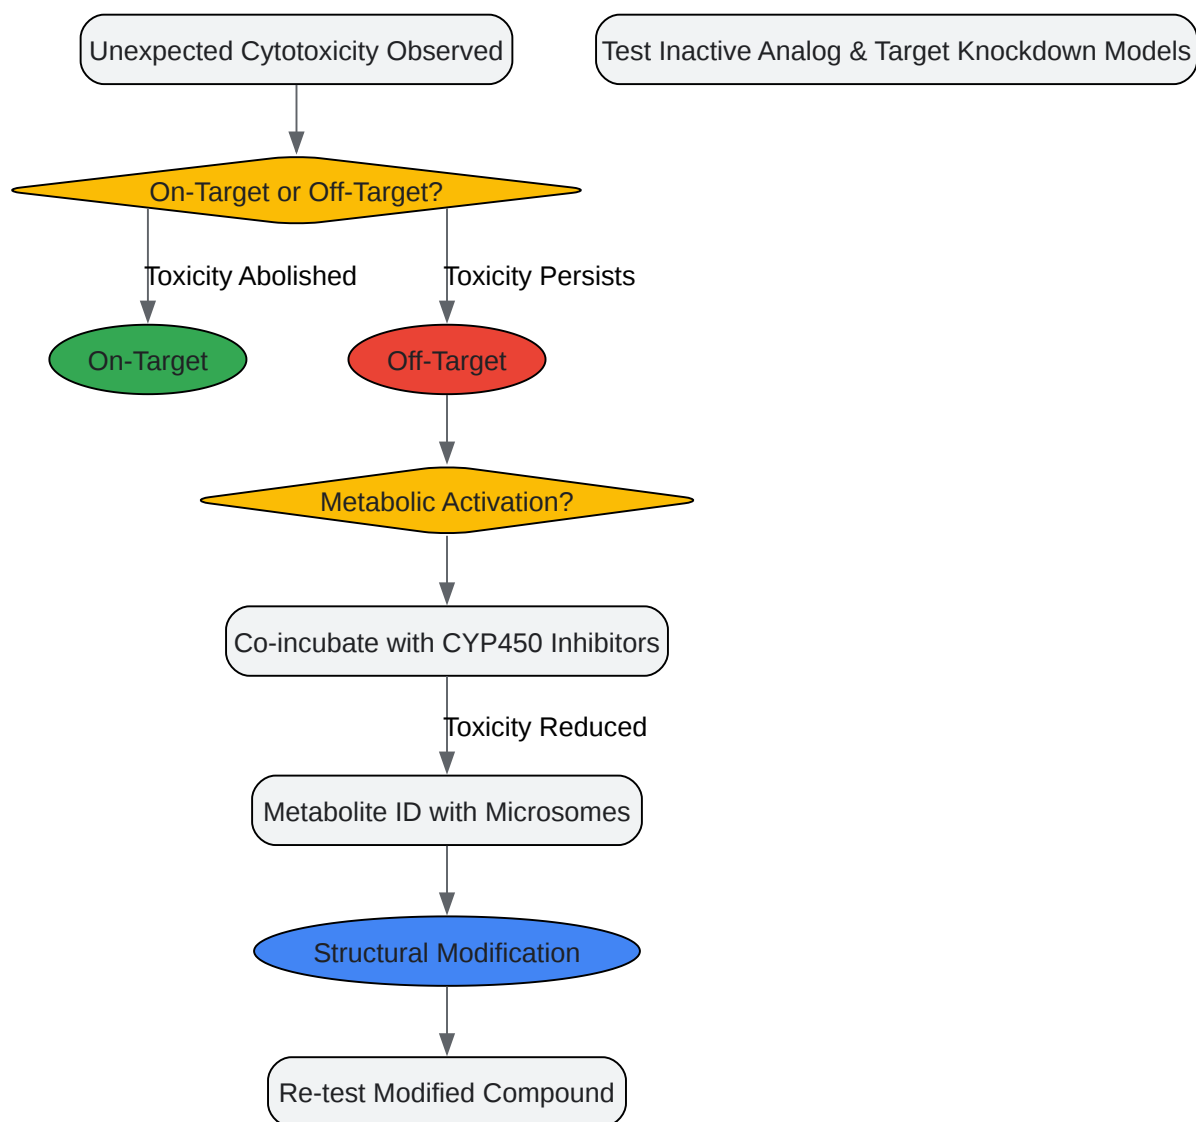 Unexpected Cytotoxicity Observed
Test Inactive Analog & Target Knockdown Models
On-Target or Off-Target?
Toxicity Abolished
Toxicity Persists
On-Target
Off-Target
Metabolic Activation?
Co-incubate with CYP450 Inhibitors
Toxicity Reduced
Metabolite ID with Microsomes
Structural Modification
Re-test Modified Compound